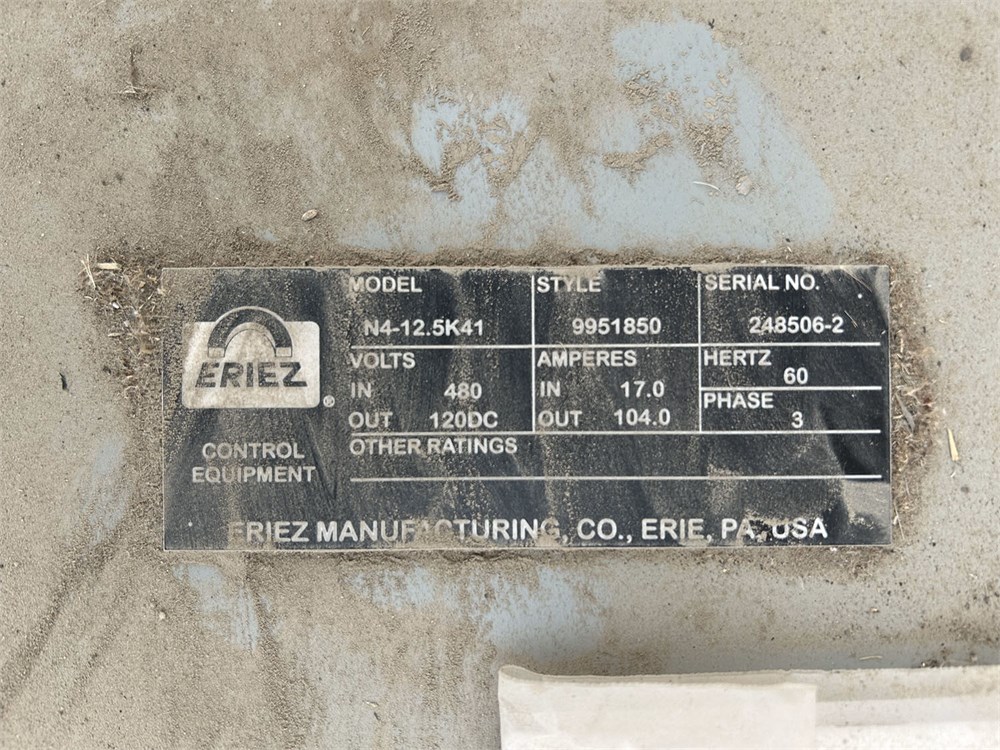 MODEL STYLE SERIAL NO.
N4-12.5K41 9951850 248506-2
ERIEZ ®
VOLTS AMPERES HERTZ
60
IN 480 IN 17.0
PHASE
OUT 120DC OUT 104.0 3
CONTROL
EQUIPMENT
OTHER RATINGS
ERIEZ MANUFACTURING, CO., ERIE, PA, USA